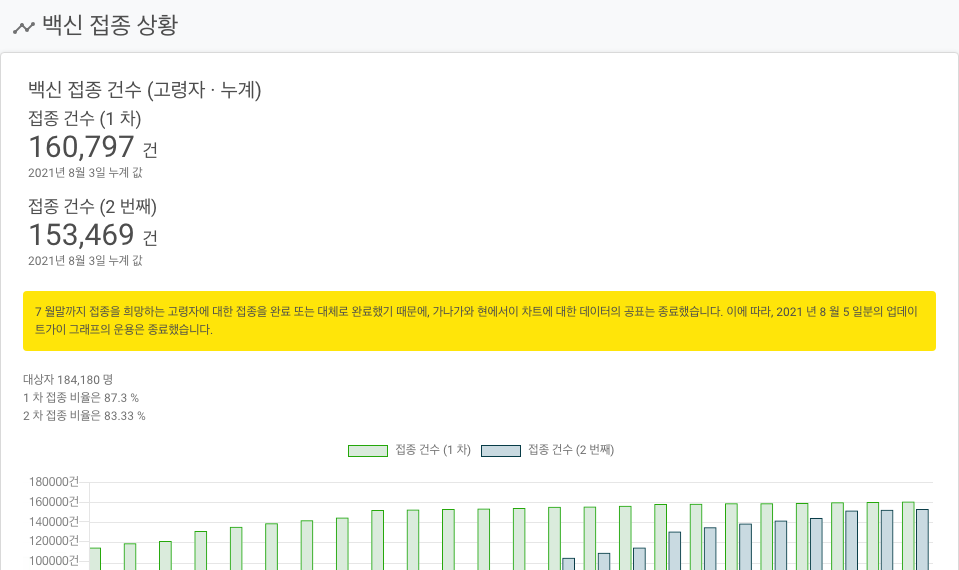 백신 접종 상황
백신 접종 건수 (고령자 · 누계)
접종 건수 (1 차)
160,797 건
2021년 8월 3일 누계 값
접종 건수 (2 번째)
153,469 건
2021년 8월 3일 누계 값
7 월말까지 접종을 희망하는 고령자에 대한 접종을 완료 또는 대체로 완료했기 때문에, 가나가와 현에서이 차트에 대한 데이터의 공표는 종료했습니다. 이에 따라, 2021 년 8 월 5 일분의 업데이
트가이 그래프의 운용은 종료했습니다.
대상자 184,180 명
1 차 접종 비율은 87.3 %
2 차 접종 비율은 83.33 %
접종 건수 (1 차) 접종 건수 (2 번째)
180000건
160000건
140000건
120000건
100000건